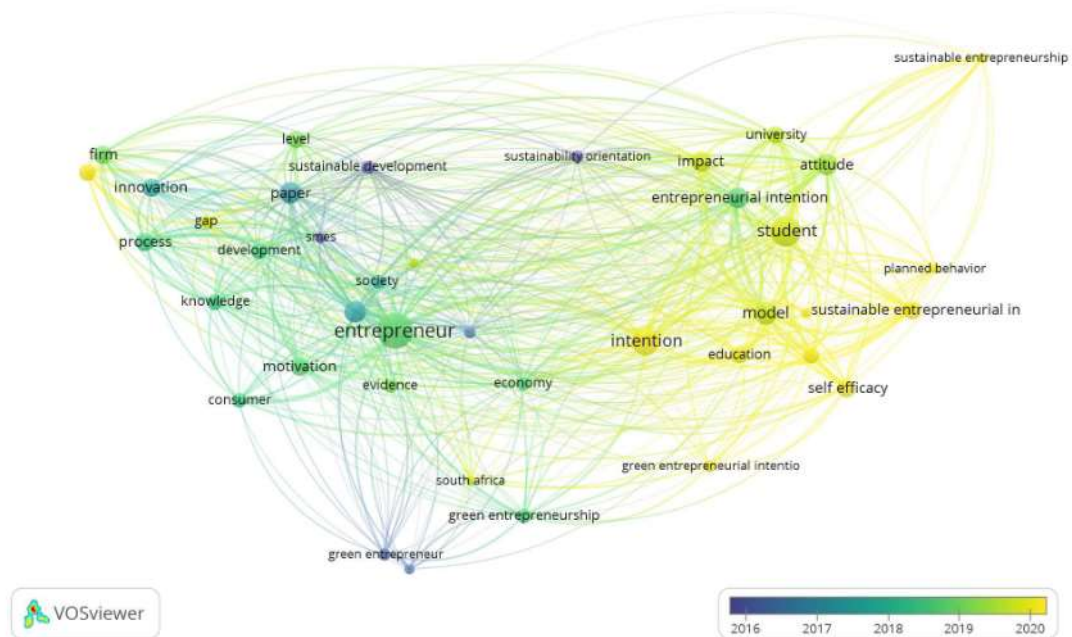 sustainable entrepreneurship
university
level
firm
sustainability orientation
impact
attitude
sustainable development
innovation
paper
entrepreneurial intention
gap
student
smes
process
development
planned behavior
society
knowledge
sustainable entrepreneurial in
model
entrepreneur
intention
education
motivation
evidence
economy
self efficacy
consumer
green entrepreneurial intentio
south africa
green entrepreneurship
green entrepreneur
VOSviewer
2016 2017 2018 2019 2020